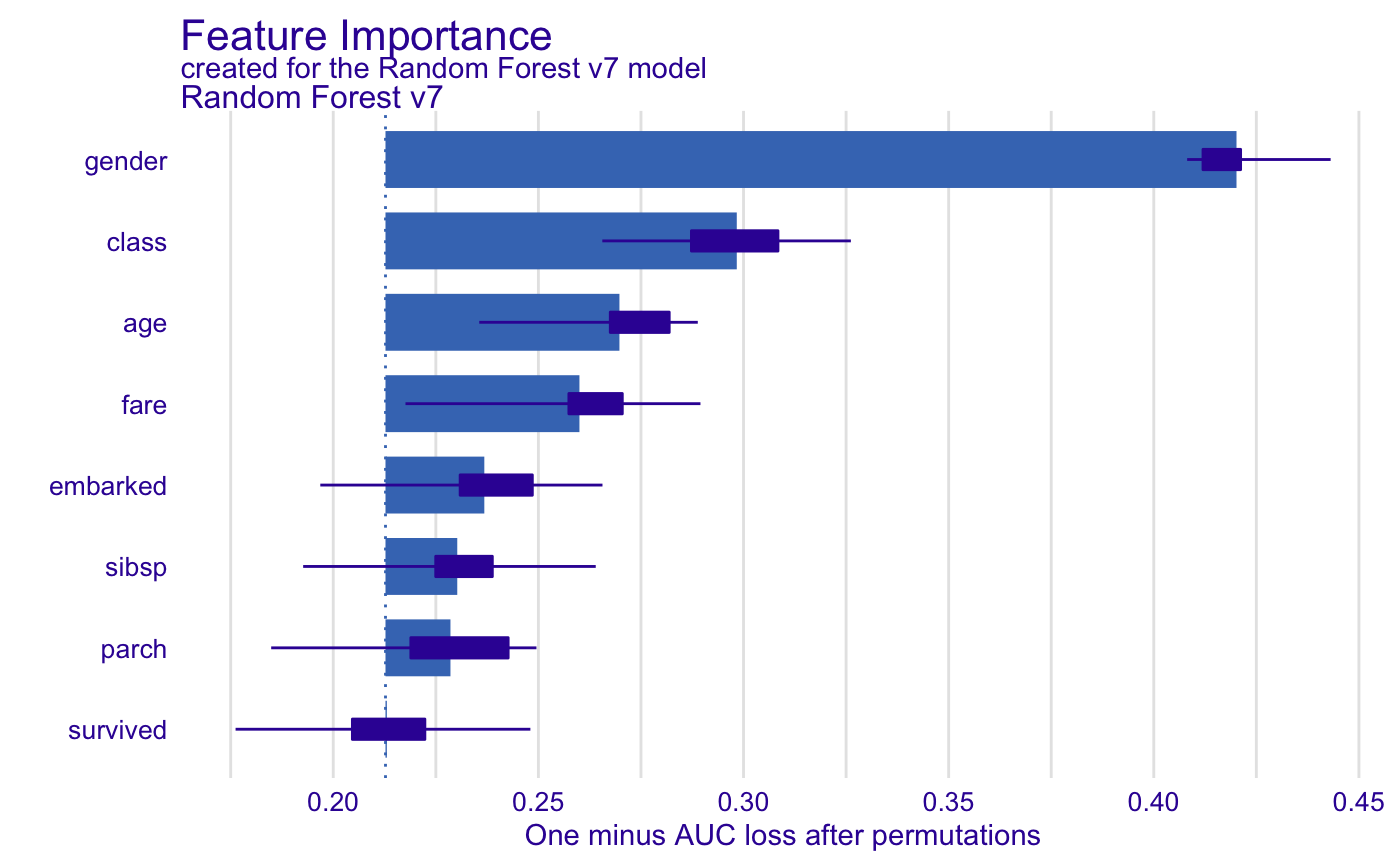 Feature Importance
created for the Random Forest v7 model
Random Forest v7
gender
class
age
fare
embarked
sibsp
parch
survived
0.20 0.25 0.30 0.35 0.40 0.45
One minus AUC loss after permutations